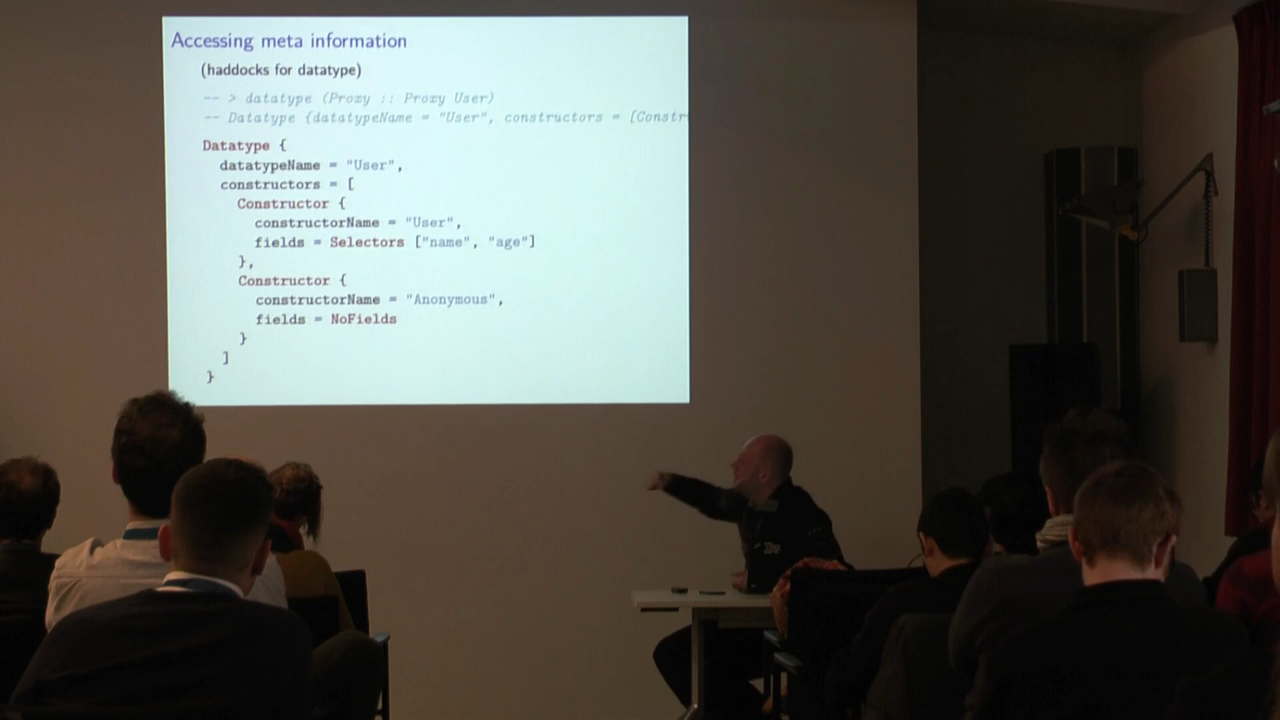 Accessing meta information
(haddocks for datatype)
-- > datatype (Proxy :: Proxy User)
-- Datatype {datatypeName = "User", constructors = [Constr
Datatype {
datatypeName = "User",
constructors = [
Constructor {
constructorName = "User",
fields = Selectors ["name", "age"]
},
Constructor {
constructorName = "Anonymous",
fields = NoFields
}
]
}